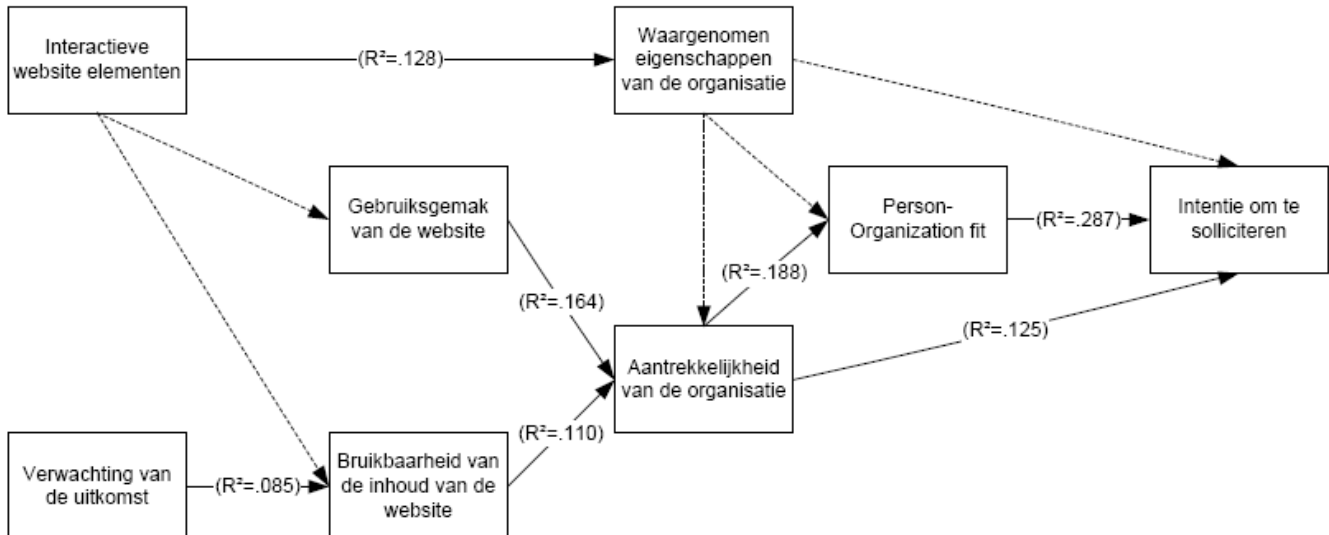 Interactieve
website elementen
(R²=.128)
Waargenomen
eigenschappen
van de organisatie
Gebruiksgemak
van de website
Person-
Organization fit
(R²=.287)
Intentie om te
solliciteren
(R²=.188)
(R²=.164)
(R²=.125)
Aantrekkelijkheid
van de organisatie
(R²=.110)
Verwachting van
de uitkomst
(R²=.085)
Bruikbaarheid van
de inhoud van de
website